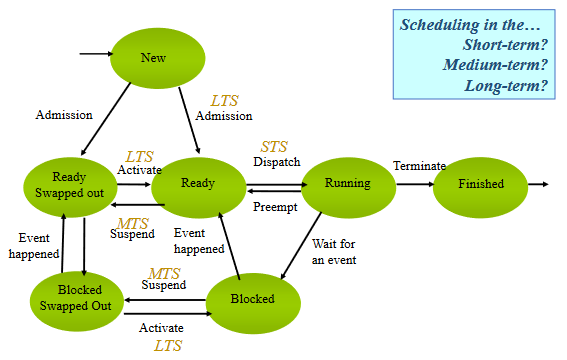 Scheduling in the…
Short-term?
Medium-term?
Long-term?
New
Admission
LTS
Admission
LTS
Activate
STS
Dispatch
Terminate
Ready
Swapped out
Ready
Running
Finished
Preempt
MTS
Suspend
Event
happened
Event
happened
Wait for
an event
MTS
Suspend
Blocked
Swapped Out
Blocked
Activate
LTS